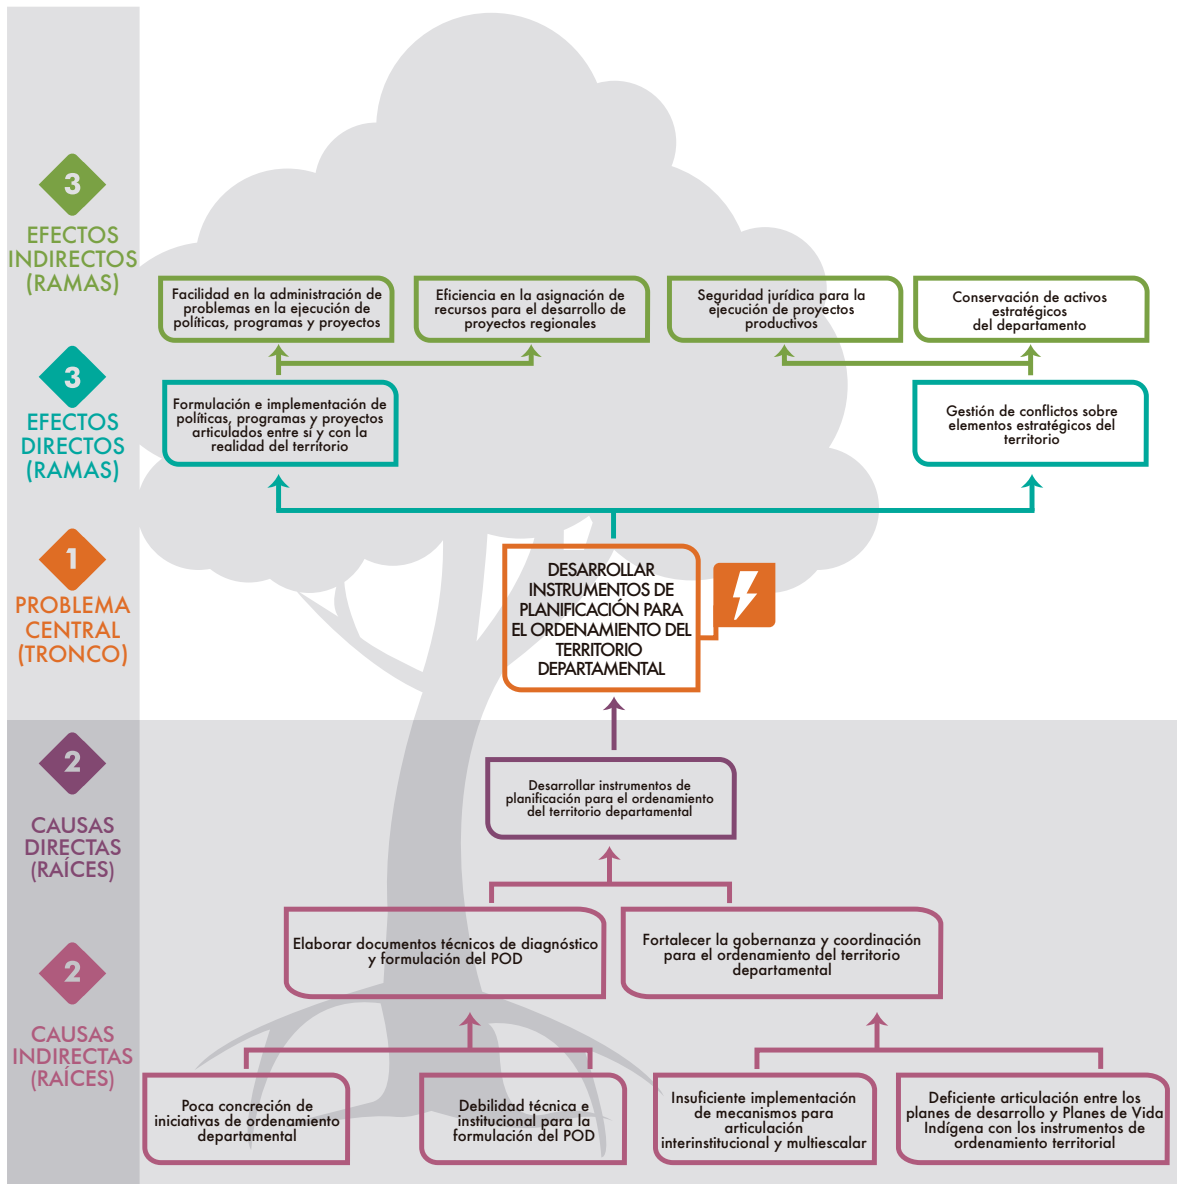 3
EFECTOS
INDIRECTOS
(RAMAS)
Facilidad en la administración de
problemas en la ejecución de
políticas, programas y proyectos
Eficiencia en la asignación de
recursos para el desarrollo de
proyectos regionales
Seguridad jurídica para la
ejecución de proyectos
productivos
Conservación de activos
estratégicos
del departamento
3
EFECTOS
DIRECTOS
(RAMAS)
Formulación e implementación de
políticas, programas y proyectos
articulados entre sí y con la
realidad del territorio
Gestión de conflictos sobre
elementos estratégicos del
territorio
1
PROBLEMA
CENTRAL
(TRONCO)
DESARROLLAR
INSTRUMENTOS DE
PLANIFICACIÓN PARA
EL ORDENAMIENTO DEL
TERRITORIO
DEPARTAMENTAL
2
CAUSAS
DIRECTAS
(RAÍCES)
Desarrollar instrumentos de
planificación para el ordenamiento
del territorio departamental
2
CAUSAS
INDIRECTAS
(RAÍCES)
Elaborar documentos técnicos de diagnóstico
y formulación del POD
Fortalecer la gobernanza y coordinación
para el ordenamiento del territorio
departamental
Poca concreción de
iniciativas de ordenamiento
departamental
Debilidad técnica e
institucional para la
formulación del POD
Insuficiente implementación
de mecanismos para
articulación
interinstitucional y multiescalar
Deficiente articulación entre los
planes de desarrollo y Planes de Vida
Indígena con los instrumentos de
ordenamiento territorial